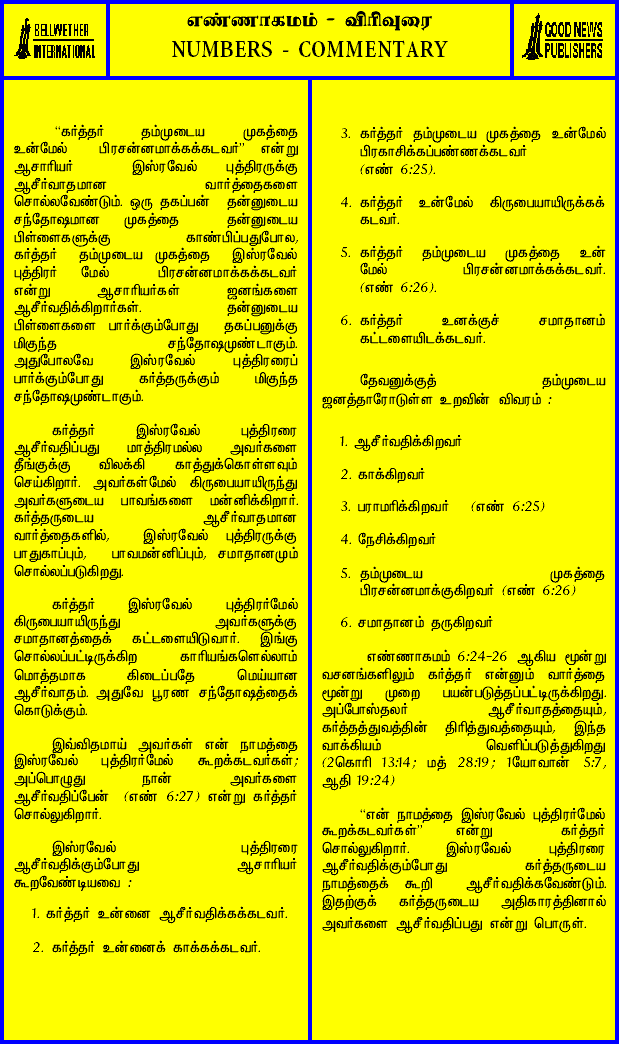 BELLWETHER
INTERNATIONAL
எண்ணாகமம் - விரிவுரை
NUMBERS - COMMENTARY
GOOD NEWS
PUBLISHERS
“கர்த்தர் தம்முடைய முகத்தை
உன்மேல் பிரசன்னமாக்கக்கடவர்” என்று
ஆசாரியர் இஸ்ரவேல் புத்திரருக்கு
ஆசீர்வாதமான வார்த்தைகளை
சொல்லவேண்டும். ஒரு தகப்பன் தன்னுடைய
சந்தோஷமான முகத்தை தன்னுடைய
பிள்ளைகளுக்கு காண்பிப்பதுபோல,
கர்த்தர் தம்முடைய முகத்தை இஸ்ரவேல்
புத்திரர் மேல் பிரசன்னமாக்கக்கடவர்
என்று ஆசாரியர்கள் ஜனங்களை
ஆசீர்வதிக்கிறார்கள். தன்னுடைய
பிள்ளைகளை பார்க்கும்போது தகப்பனுக்கு
மிகுந்த சந்தோஷமுண்டாகும்.
அதுபோலவே இஸ்ரவேல் புத்திரரைப்
பார்க்கும்போது கர்த்தருக்கும் மிகுந்த
சந்தோஷமுண்டாகும்.
கர்த்தர் இஸ்ரவேல் புத்திரரை
ஆசீர்வதிப்பது மாத்திரமல்ல அவர்களை
தீங்குக்கு விலக்கி காத்துக்கொள்ளவும்
செய்கிறார். அவர்கள்மேல் கிருபையாயிருந்து
அவர்களுடைய பாவங்களை மன்னிக்கிறார்.
கர்த்தருடைய ஆசீர்வாதமான
வார்த்தைகளில், இஸ்ரவேல் புத்திரருக்கு
பாதுகாப்பும், பாவமன்னிப்பும், சமாதானமும்
சொல்லப்படுகிறது.
கர்த்தர் இஸ்ரவேல் புத்திரர்மேல்
கிருபையாயிருந்து அவர்களுக்கு
சமாதானத்தைக் கட்டளையிடுவார். இங்கு
சொல்லப்பட்டிருக்கிற காரியங்களெல்லாம்
மொத்தமாக கிடைப்பதே மெய்யான
ஆசீர்வாதம். அதுவே பூரண சந்தோஷத்தைக்
கொடுக்கும்.
இவ்விதமாய் அவர்கள் என் நாமத்தை
இஸ்ரவேல் புத்திரர்மேல் கூறக்கடவர்கள்;
அப்பொழுது நான் அவர்களை
ஆசீர்வதிப்பேன் (எண் 6:27) என்று கர்த்தர்
சொல்லுகிறார்.
இஸ்ரவேல் புத்திரரை
ஆசீர்வதிக்கும்போது ஆசாரியர்
கூறவேண்டியவை :
1. கர்த்தர் உன்னை ஆசீர்வதிக்கக்கடவர்.
2. கர்த்தர் உன்னைக் காக்கக்கடவர்.
3. கர்த்தர் தம்முடைய முகத்தை உன்மேல்
பிரகாசிக்கப்பண்ணக்கடவர்
(எண் 6:25).
4. கர்த்தர் உன்மேல் கிருபையாயிருக்கக்
கடவர்.
5. கர்த்தர் தம்முடைய முகத்தை உன்
மேல் பிரசன்னமாக்கக்கடவர்.
(எண் 6:26).
6. கர்த்தர் உனக்குச் சமாதானம்
கட்டளையிடக்கடவர்.
தேவனுக்குத் தம்முடைய
ஜனத்தாரோடுள்ள உறவின் விவரம் :
1. ஆசீர்வதிக்கிறவர்
2. காக்கிறவர்
3. பராமரிக்கிறவர் (எண் 6:25)
4. நேசிக்கிறவர்
5. தம்முடைய முகத்தை
பிரசன்னமாக்குகிறவர் (எண் 6:26)
6. சமாதானம் தருகிறவர்
எண்ணாகமம் 6:24-26 ஆகிய மூன்று
வசனங்களிலும் கர்த்தர் என்னும் வார்த்தை
மூன்று முறை பயன்படுத்தப்பட்டிருக்கிறது.
அப்போஸ்தலர் ஆசீர்வாதத்தையும்,
கர்த்தத்துவத்தின் திரித்துவத்தையும், இந்த
வாக்கியம் வெளிப்படுத்துகிறது
(2கொரி 13:14; மத் 28:19; 1யோவான் 5:7,
ஆதி 19:24)
“என் நாமத்தை இஸ்ரவேல் புத்திரர்மேல்
கூறக்கடவர்கள்” என்று கர்த்தர்
சொல்லுகிறார். இஸ்ரவேல் புத்திரரை
ஆசீர்வதிக்கும்போது கர்த்தருடைய
நாமத்தைக் கூறி ஆசீர்வதிக்கவேண்டும்.
இதற்குக் கர்த்தருடைய அதிகாரத்தினால்
அவர்களை ஆசீர்வதிப்பது என்று பொருள்.